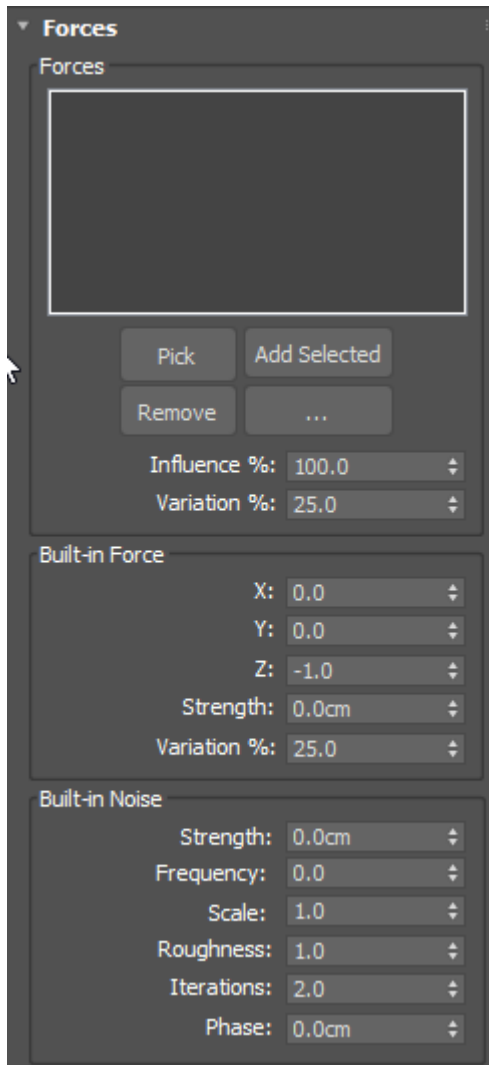 Forces
Forces
Pick Add Selected
Remove ...
Influence %: 100.0
Variation %: 25.0
Built-in Force
X: 0.0
Y: 0.0
Z: -1.0
Strength: 0.0cm
Variation %: 25.0
Built-in Noise
Strength: 0.0cm
Frequency: 0.0
Scale: 1.0
Roughness: 1.0
Iterations: 2.0
Phase: 0.0cm